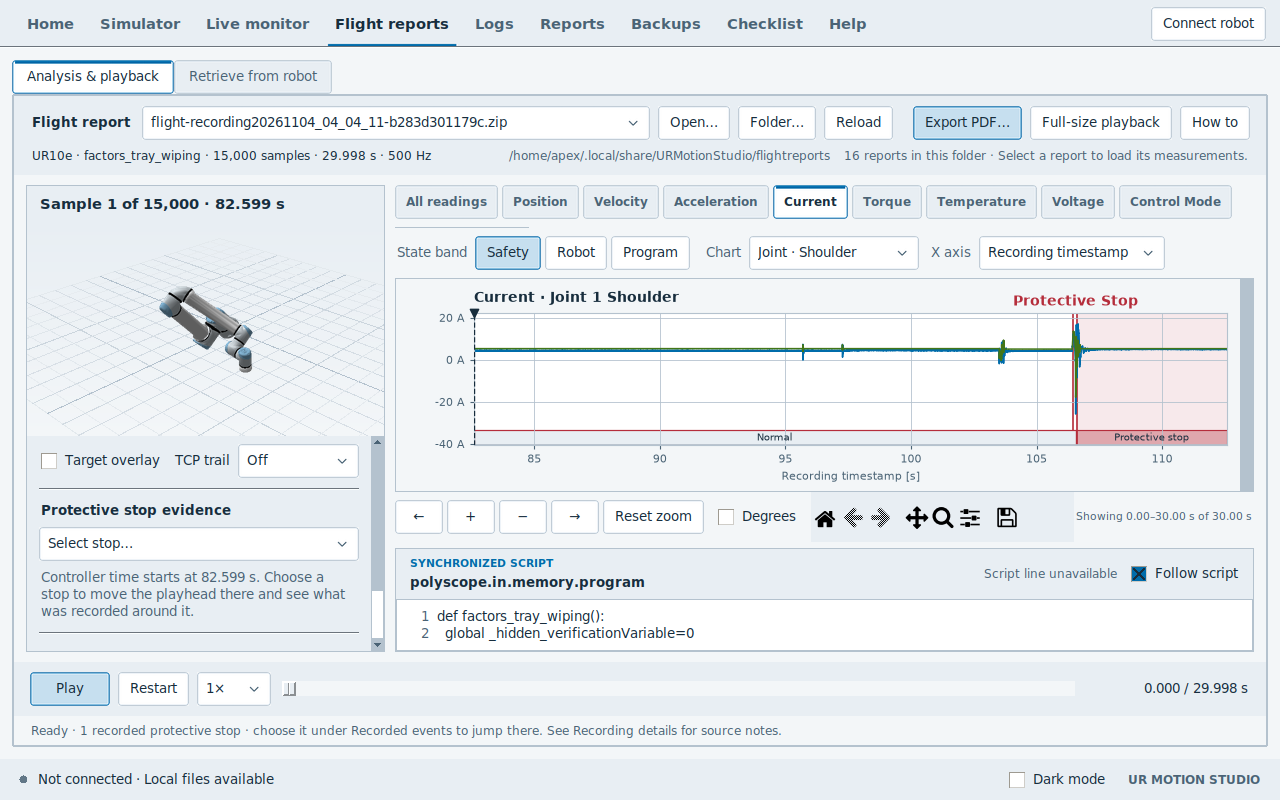 Home Simulator Live monitor Flight reports Logs Reports Backups Checklist Help Connect robot
Analysis & playback Retrieve from robot
Flight report flight-recording20261104_04_04_11-b283d301179c.zip Open... Folder... Reload Export PDF... Full-size playback How to
UR10e · factors_tray_wiping · 15,000 samples · 29.998 s · 500 Hz /home/apex/.local/share/URMotionStudio/flightreports 16 reports in this folder · Select a report to load its measurements.
Sample 1 of 15,000 · 82.599 s
All readings Position Velocity Acceleration Current Torque Temperature Voltage Control Mode
State band Safety Robot Program Chart Joint · Shoulder X axis Recording timestamp
Current · Joint 1 Shoulder Protective Stop
20 A
0 A
-20 A
-40 A
Normal Protective stop
85 90 95 100 105 110
Recording timestamp [s]
Target overlay TCP trail Off
Protective stop evidence
Select stop...
Controller time starts at 82.599 s. Choose a
stop to move the playhead there and see what
was recorded around it.
← + − → Reset zoom Degrees Showing 0.00–30.00 s of 30.00 s
SYNCHRONIZED SCRIPT
polyscope.in.memory.program Script line unavailable Follow script
1 def factors_tray_wiping():
2 global _hidden_verificationVariable=0
Play Restart 1× 0.000 / 29.998 s
Ready · 1 recorded protective stop · choose it under Recorded events to jump there. See Recording details for source notes.
Not connected · Local files available Dark mode UR MOTION STUDIO